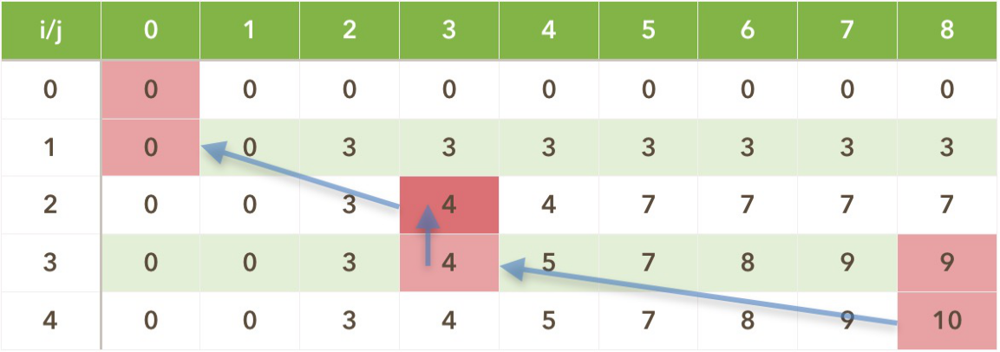 i/j 0 1 2 3 4 5 6 7 8
0 0 0 0 0 0 0 0 0 0
1 0 0 3 3 3 3 3 3 3
2 0 0 3 4 4 7 7 7 7
3 0 0 3 4 5 7 8 9 9
4 0 0 3 4 5 7 8 9 10